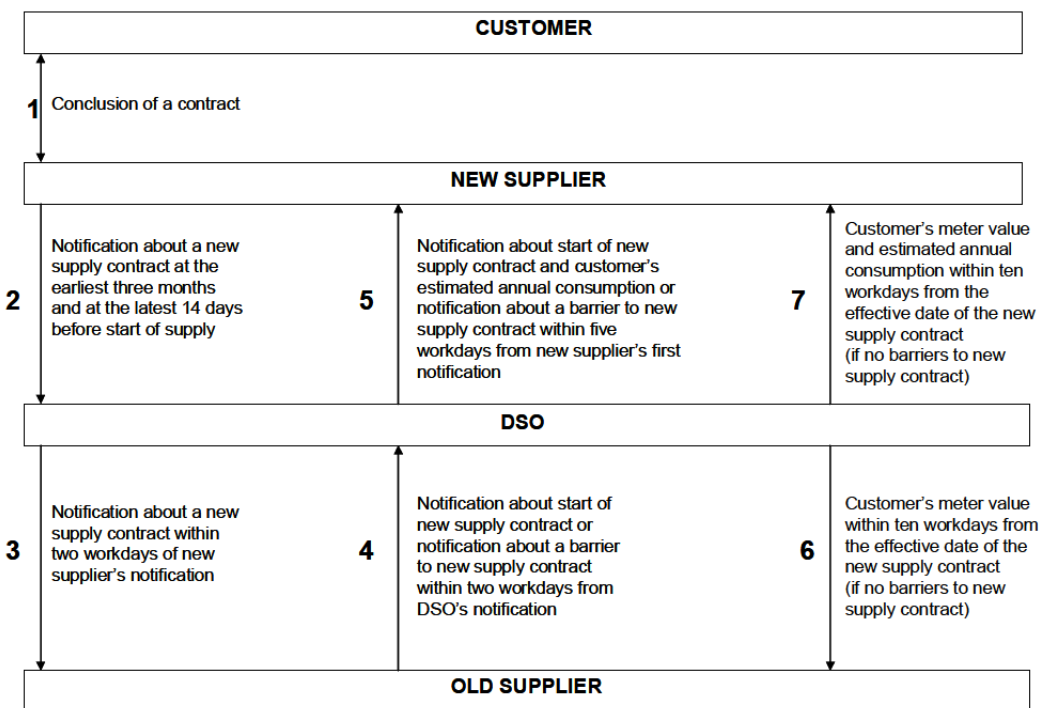 CUSTOMER
1
Conclusion of a contract
NEW SUPPLIER
2
Notification about a new
supply contract at the
earliest three months
and at the latest 14 days
before start of supply
5
Notification about start of new
supply contract and customer's
estimated annual consumption or
notification about a barrier to new
supply contract within five
workdays from new supplier's first
notification
7
Customer's meter value
and estimated annual
consumption within ten
workdays from the
effective date of the new
supply contract
(if no barriers to new
supply contract)
DSO
3
Notification about a new
supply contract within
two workdays of new
supplier's notification
4
Notification about start of
new supply contract or
notification about a barrier
to new supply contract
within two workdays from
DSO's notification
6
Customer's meter value
within ten workdays from
the effective date of the
new supply contract
(if no barriers to new
supply contract)
OLD SUPPLIER